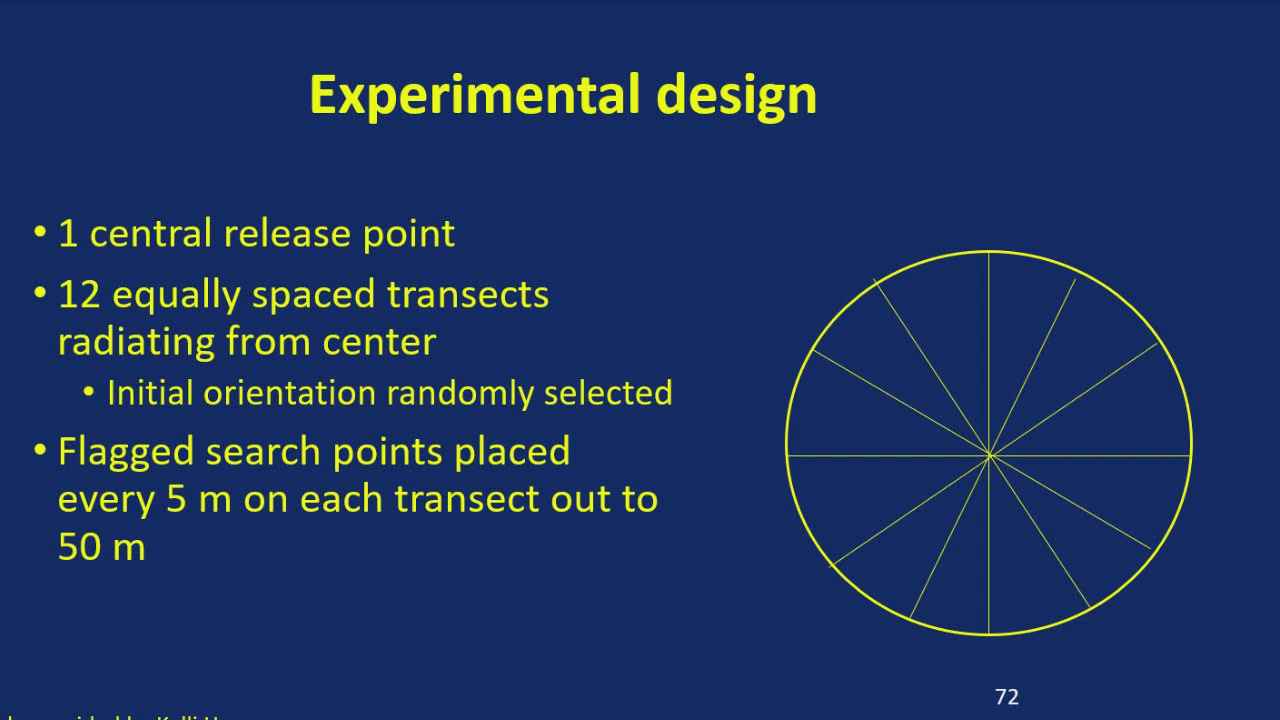 Experimental design
• 1 central release point
• 12 equally spaced transects
radiating from center
• Initial orientation randomly selected
• Flagged search points placed
every 5 m on each transect out to
50 m
72